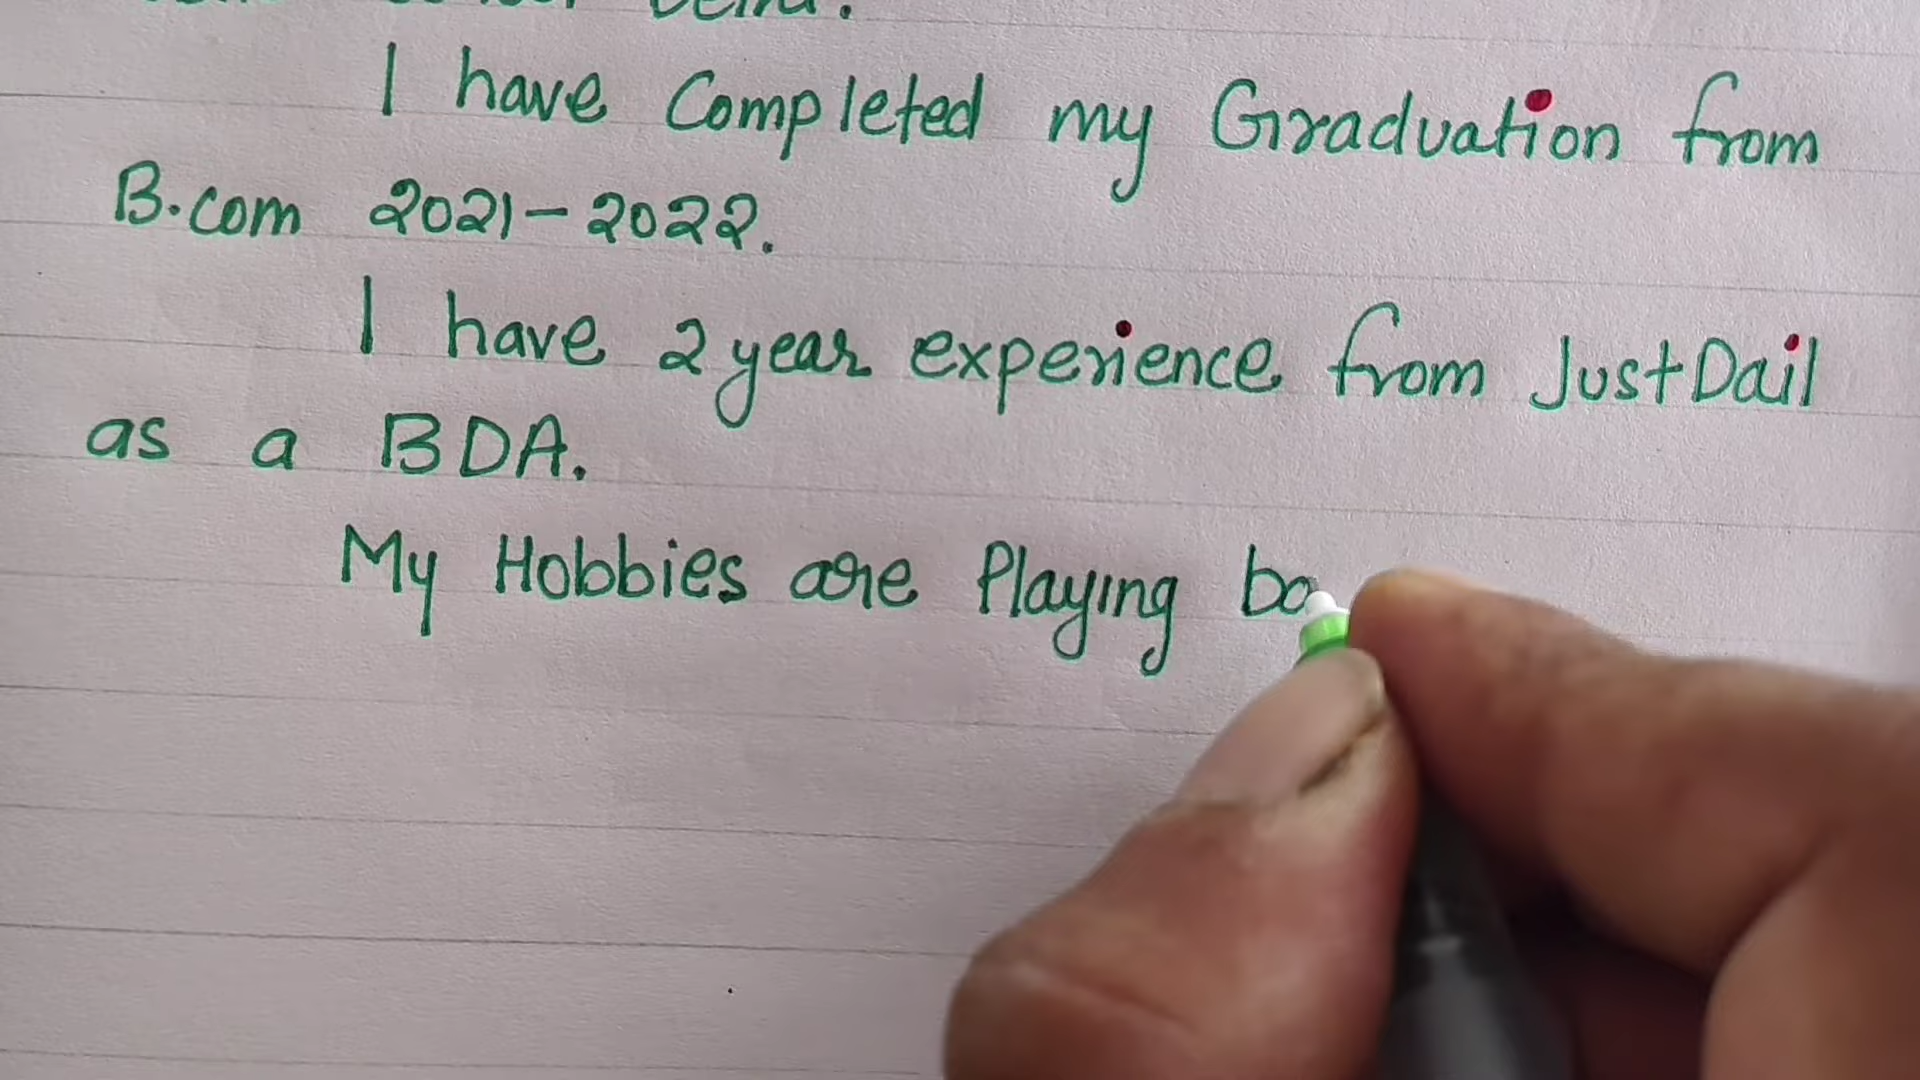 I have Completed my Graduation from
B.com 2021-2022.
I have 2 year experience from JustDail
as a BDA.
My Hobbies are Playing